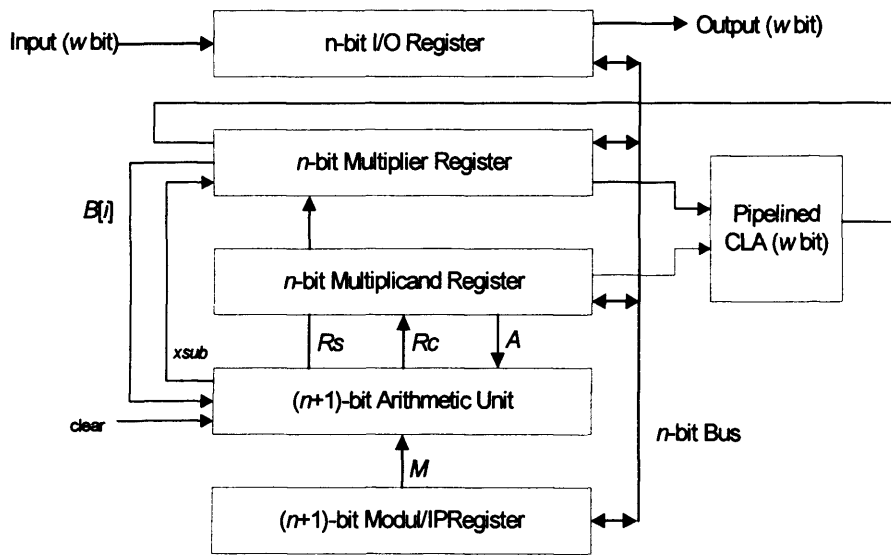 Input (w bit)
n-bit I/O Register
Output (w bit)
n-bit Multiplier Register
B[i]
Pipelined
CLA (w bit)
n-bit Multiplicand Register
xsub
Rs
Rc
A
(n+1)-bit Arithmetic Unit
clear
n-bit Bus
M
(n+1)-bit Modul/IPRegister